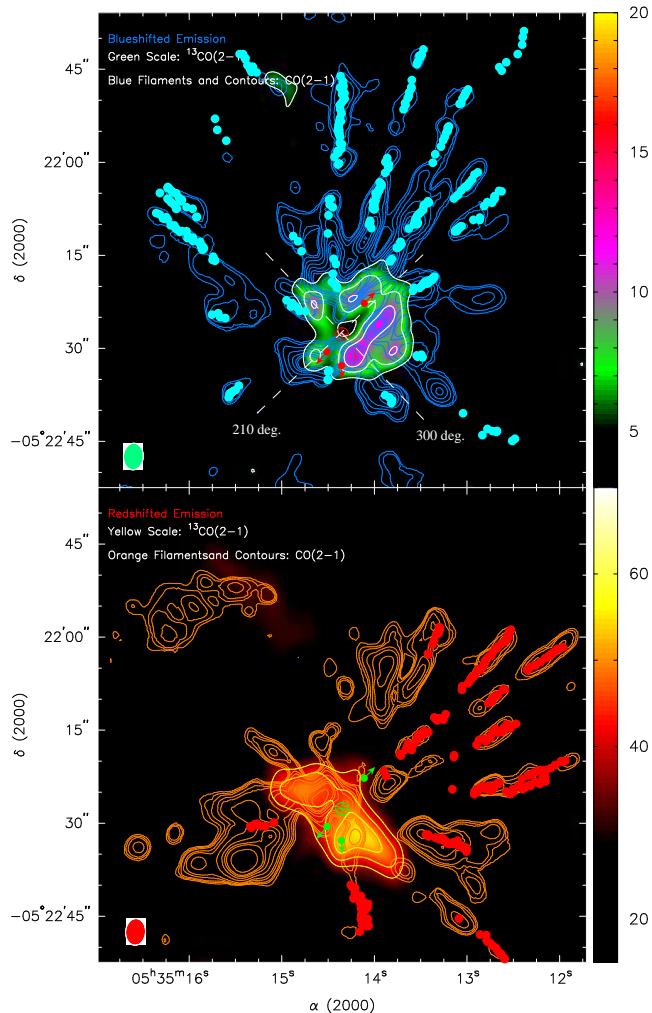 Blueshifted Emission
Green Scale: ¹³CO(2-
Blue Filaments and Contours: CO(2-1)
45″
22′00″
15″
30″
−05°22′45″
δ (2000)
210 deg.
300 deg.
20
15
10
5
Redshifted Emission
Yellow Scale: ¹³CO(2-1)
Orange Filamentsand Contours: CO(2-1)
45″
22′00″
15″
30″
−05°22′45″
δ (2000)
60
40
20
05ʰ35ᵐ16ˢ 15ˢ 14ˢ 13ˢ 12ˢ
α (2000)